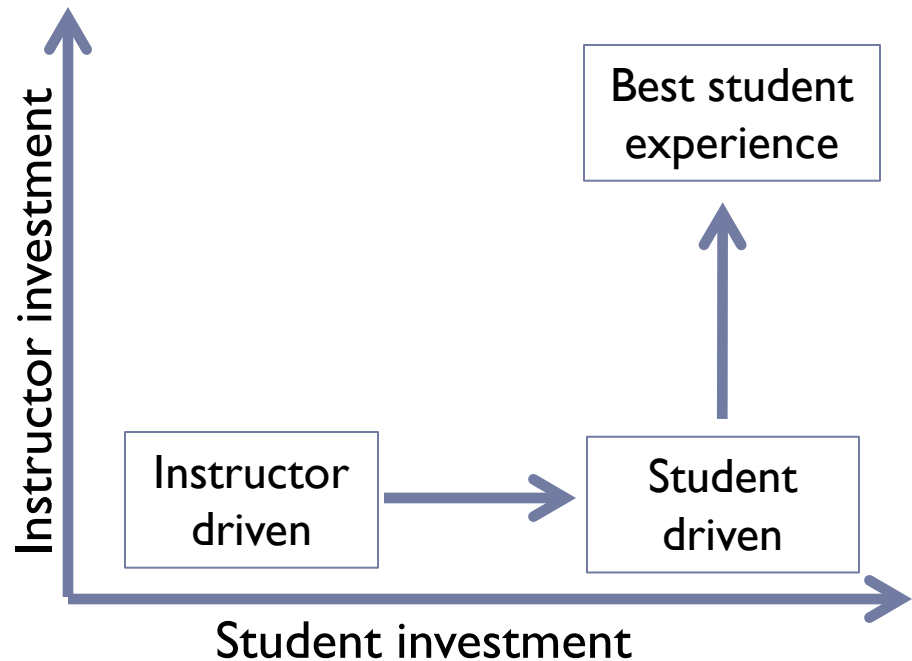 Instructor investment
Best student
experience
Instructor
driven
Student
driven
Student investment